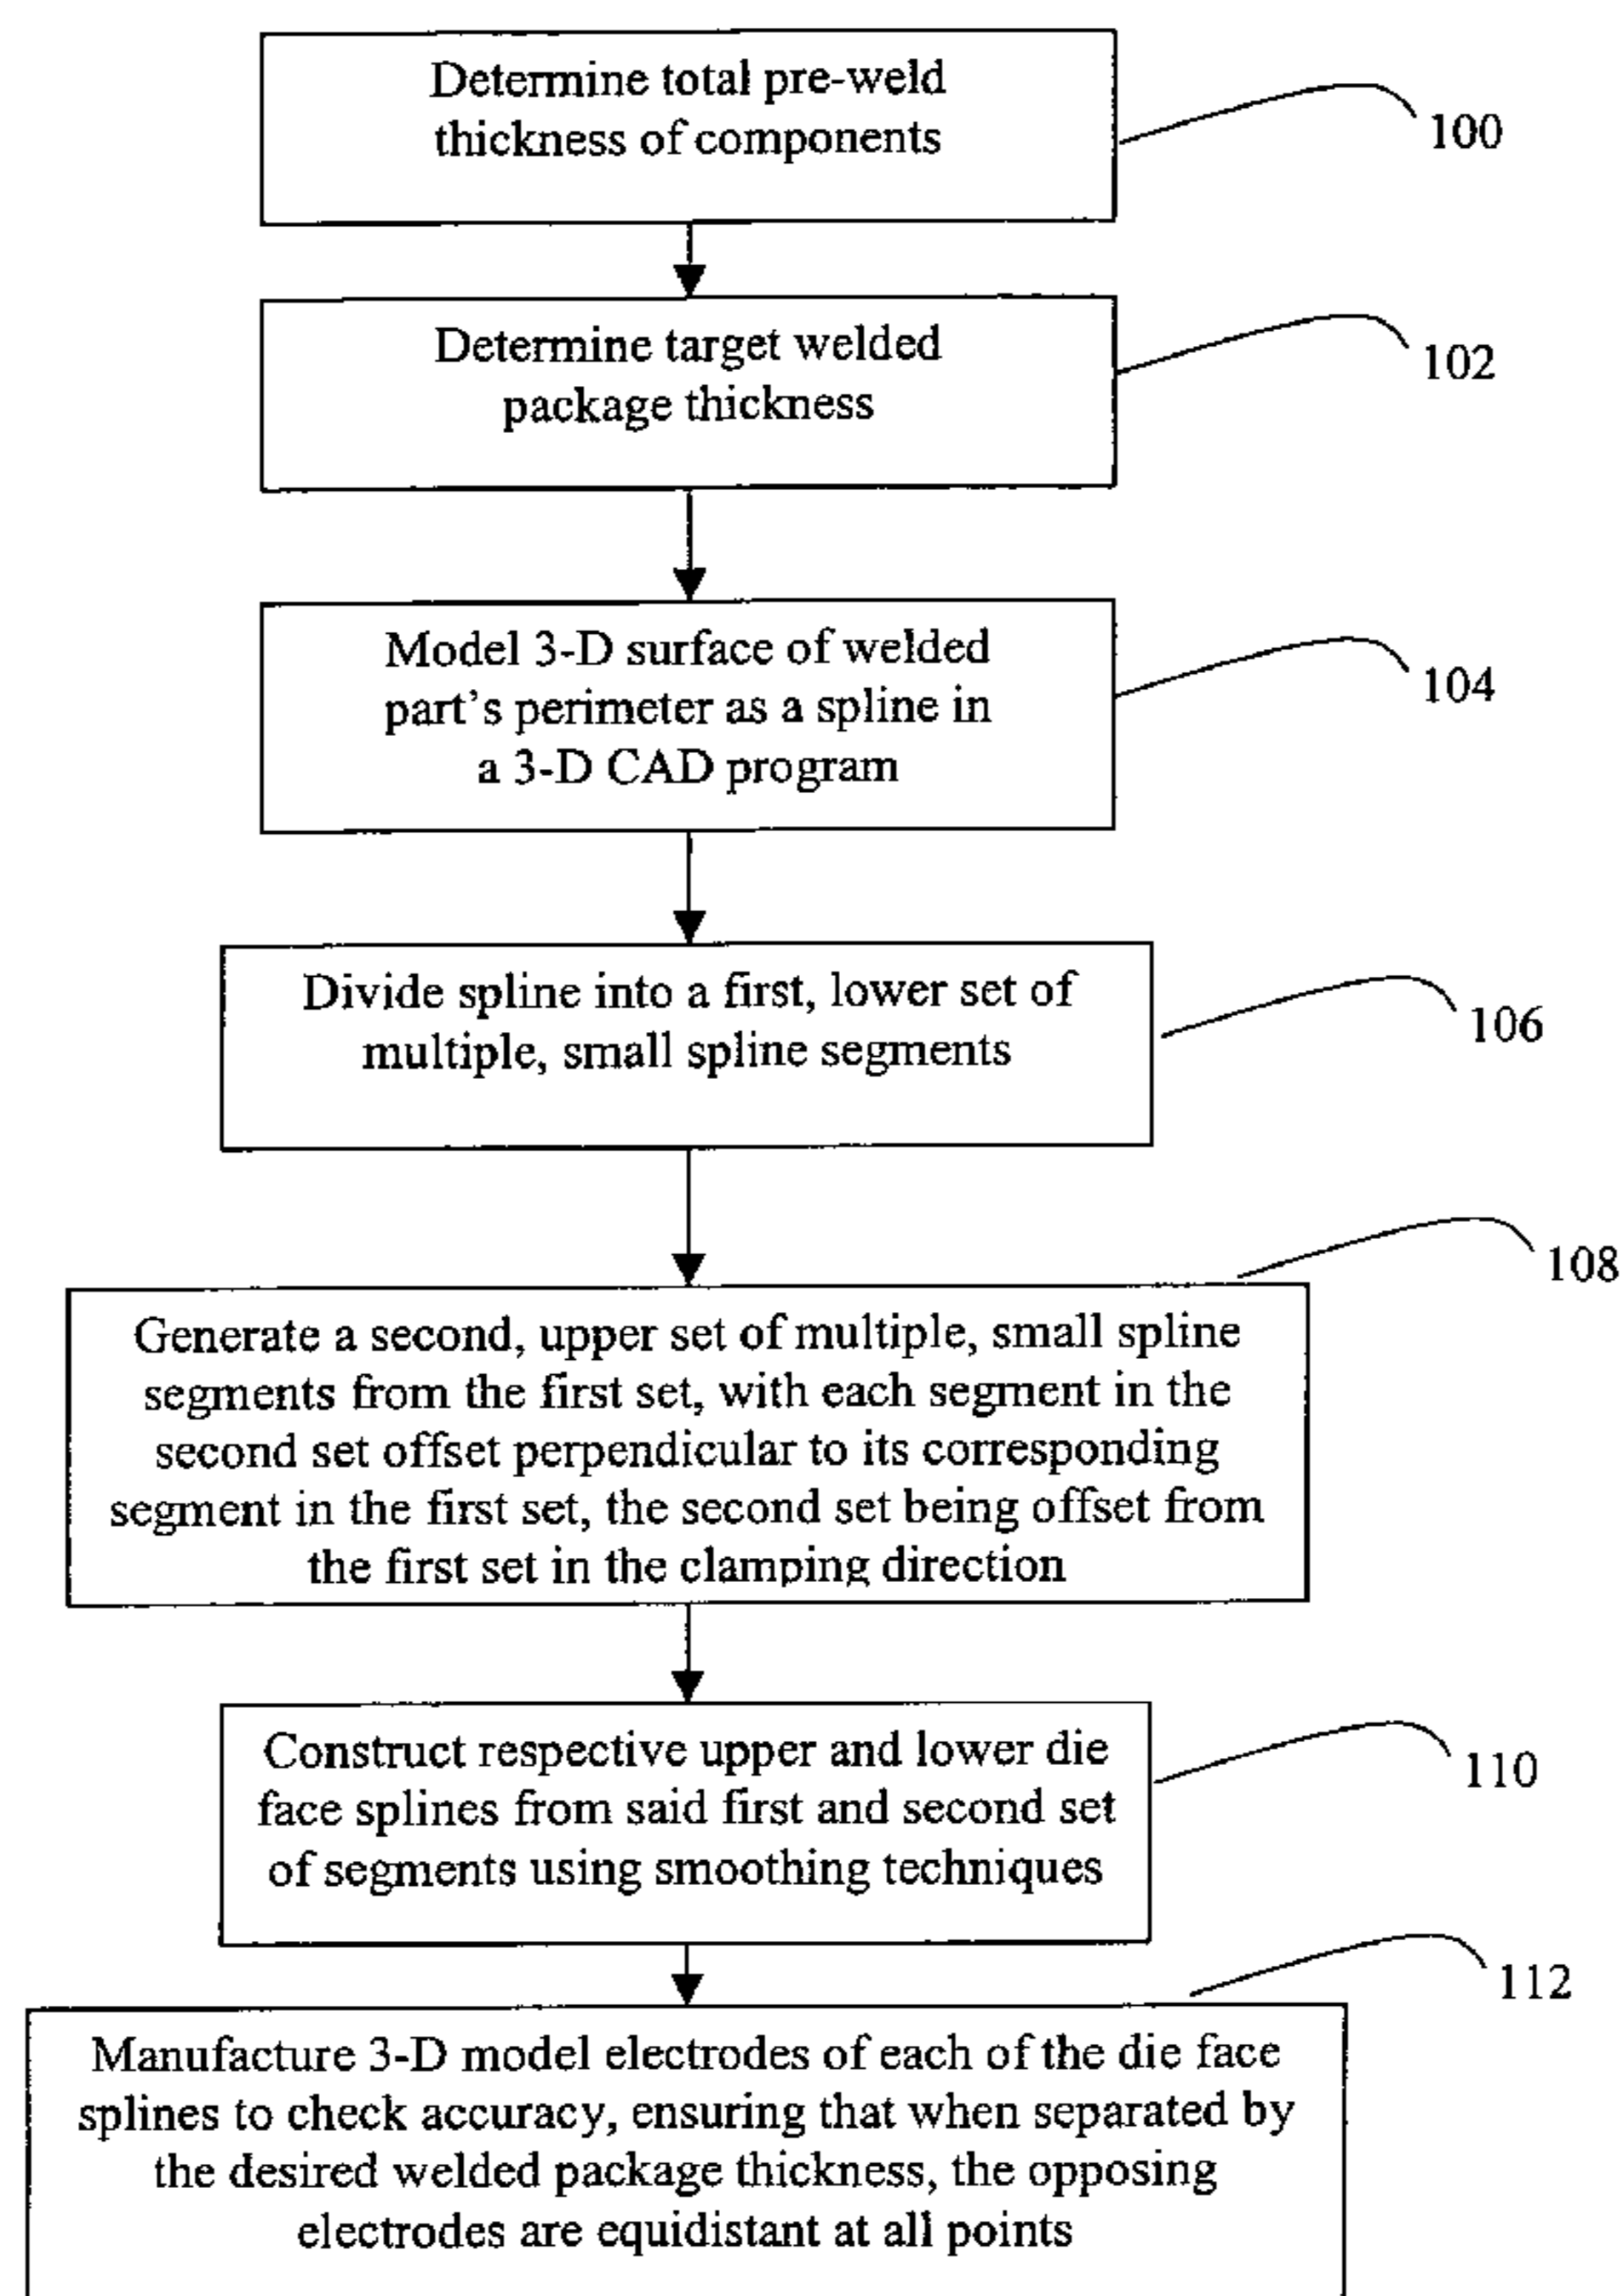 Determine total pre-weld
thickness of components
100
Determine target welded
package thickness
102
Model 3-D surface of welded
part's perimeter as a spline in
a 3-D CAD program
104
Divide spline into a first, lower set of
multiple, small spline segments
106
108
Generate a second, upper set of multiple, small spline
segments from the first set, with each segment in the
second set offset perpendicular to its corresponding
segment in the first set, the second set being offset from
the first set in the clamping direction
Construct respective upper and lower die
face splines from said first and second set
of segments using smoothing techniques
110
112
Manufacture 3-D model electrodes of each of the die face
splines to check accuracy, ensuring that when separated by
the desired welded package thickness, the opposing
electrodes are equidistant at all points